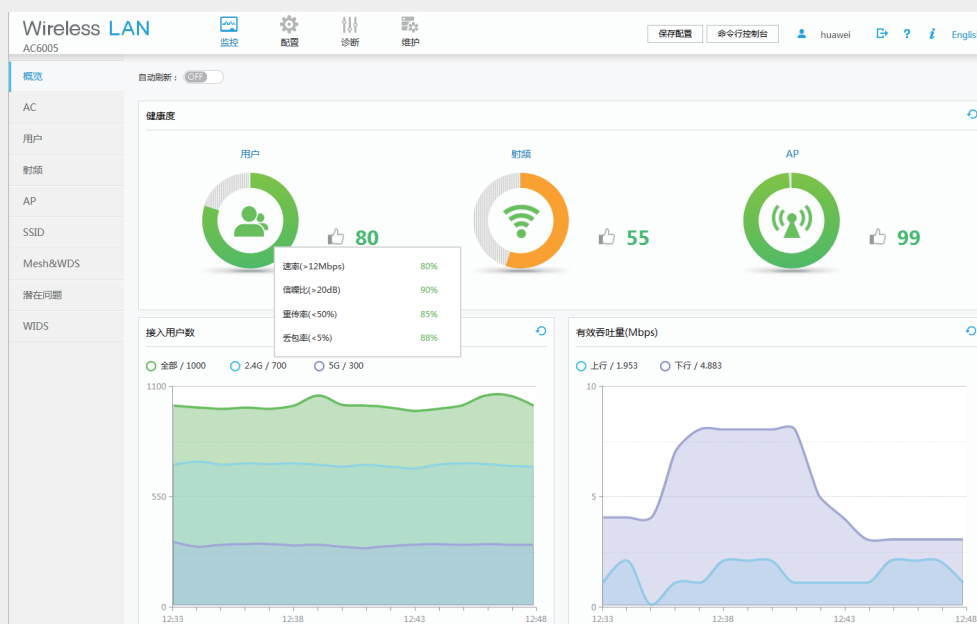 Wireless LAN
AC6005
监控
配置
诊断
维护
保存配置
命令行控制台
huawei
?
i
English
概览
AC
用户
射频
AP
SSID
Mesh&WDS
潜在问题
WIDS
自动刷新： OFF
健康度
用户
80
射频
55
AP
99
速率(>12Mbps) 80%
信噪比(>20dB) 90%
重传率(<50%) 85%
丢包率(<5%) 88%
接入用户数
全部 / 1000
2.4G / 700
5G / 300
1100
550
0
12:33
12:38
12:43
12:48
有效吞吐量(Mbps)
上行 / 1.953
下行 / 4.883
10
5
0
12:33
12:38
12:43
12:48